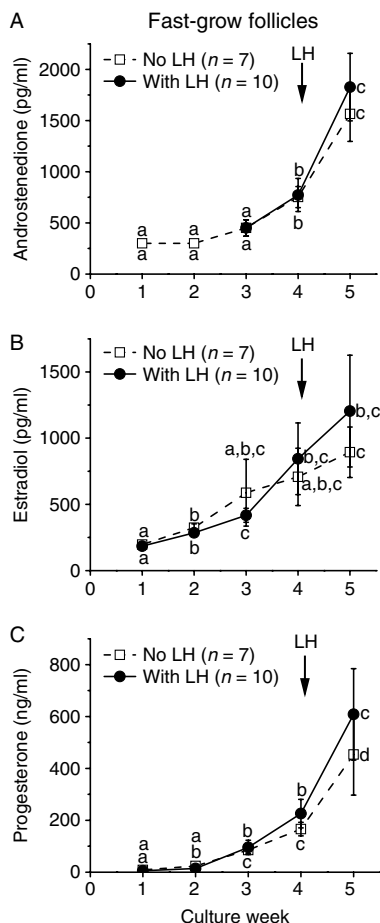 A Fast-grow follicles
No LH (n = 7)
With LH (n = 10)
LH
Androstenedione (pg/ml)
2000
1500
1000
500
0
a a a b c
a a a b c
0 1 2 3 4 5
B
No LH (n = 7)
With LH (n = 10)
LH
Estradiol (pg/ml)
1500
1000
500
0
a b a,b,c b,c b,c
a b c a,b,c c
0 1 2 3 4 5
C
No LH (n = 7)
With LH (n = 10)
LH
Progesterone (ng/ml)
800
600
400
200
0
a a b b c
a a c c d
0 1 2 3 4 5
Culture week